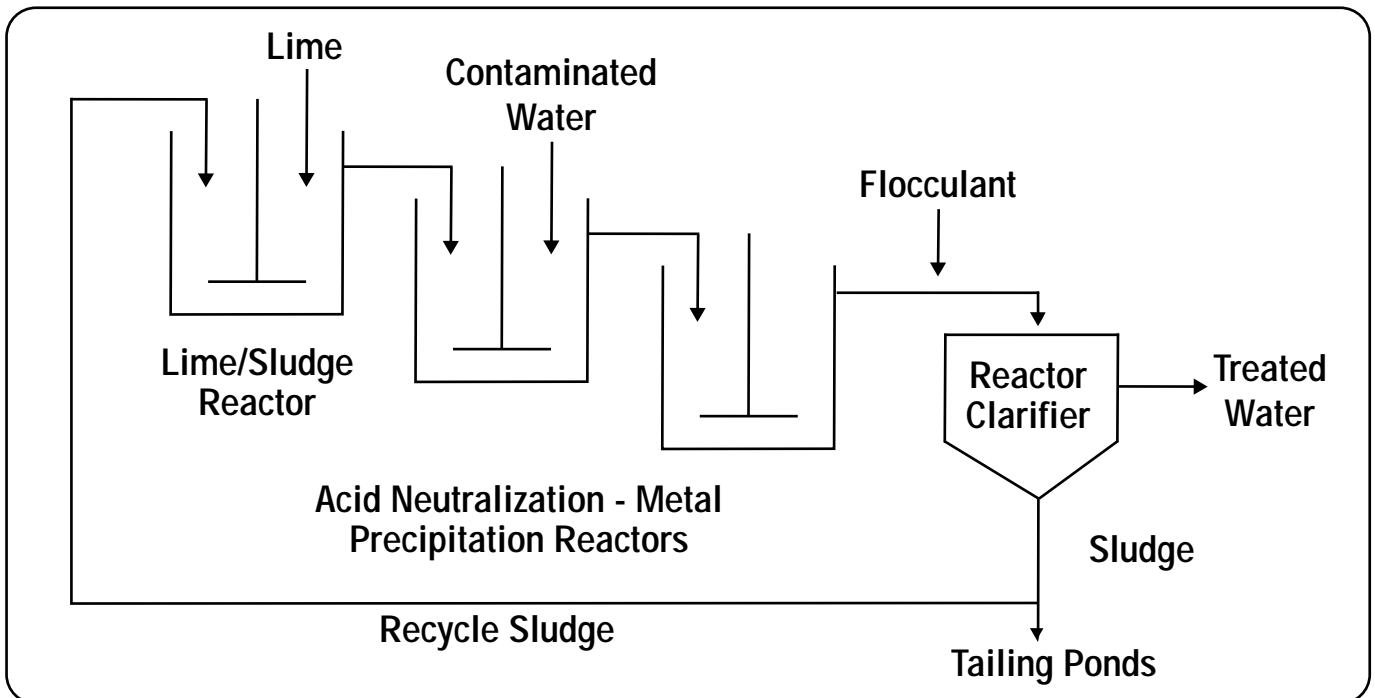 Lime
Contaminated
Water
Flocculant
Lime/Sludge
Reactor
Reactor
Clarifier
Treated
Water
Acid Neutralization - Metal
Precipitation Reactors
Sludge
Recycle Sludge
Tailing Ponds